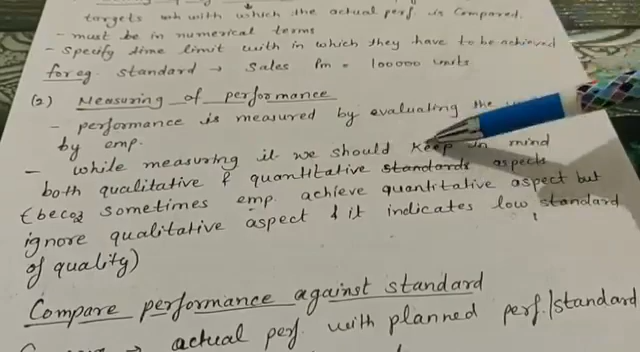 targets wh with which the actual perf. is compared.
- must be in numerical terms
- specify time limit with in which they have to be achieved
for eg. standard → Sales Pm = 100000 units
(2) Measuring of performance
- performance is measured by evaluating the
by emp.
- while measuring it we should keep in mind
both qualitative & quantitative standards aspects
(becoz sometimes emp. achieve quantitative aspect but
ignore qualitative aspect & it indicates low standard
of quality)
Compare performance against standard
→ actual perf. with planned perf./standard